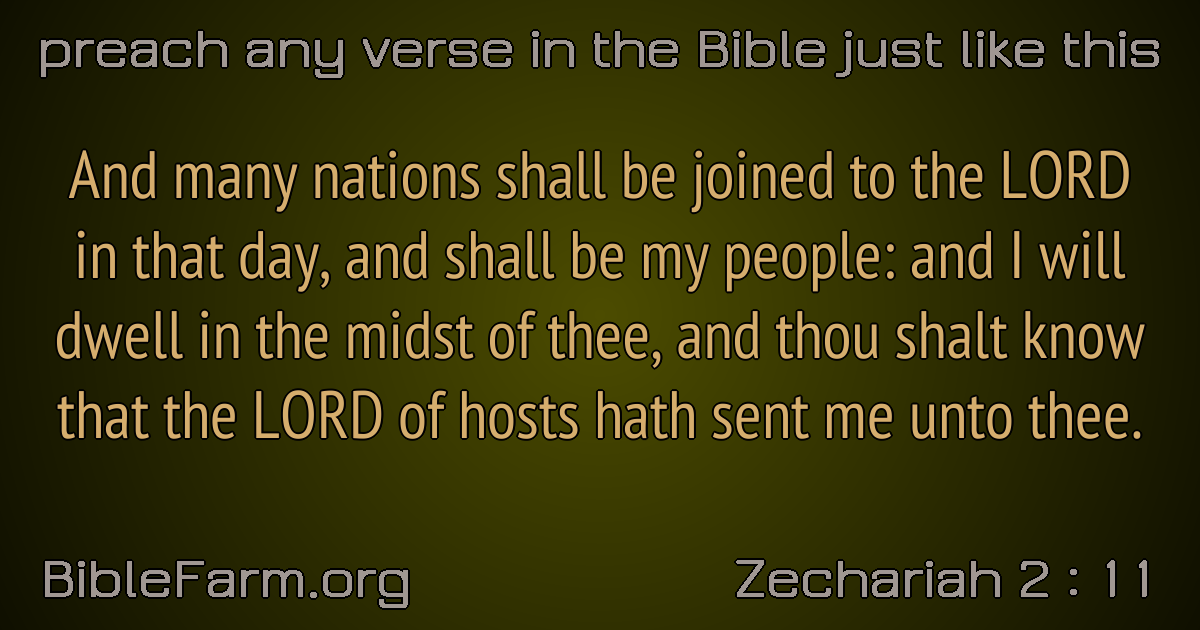 preach any verse in the Bible just like this
And many nations shall be joined to the LORD
in that day, and shall be my people: and I will
dwell in the midst of thee, and thou shalt know
that the LORD of hosts hath sent me unto thee.
BibleFarm.org
Zechariah 2 : 11